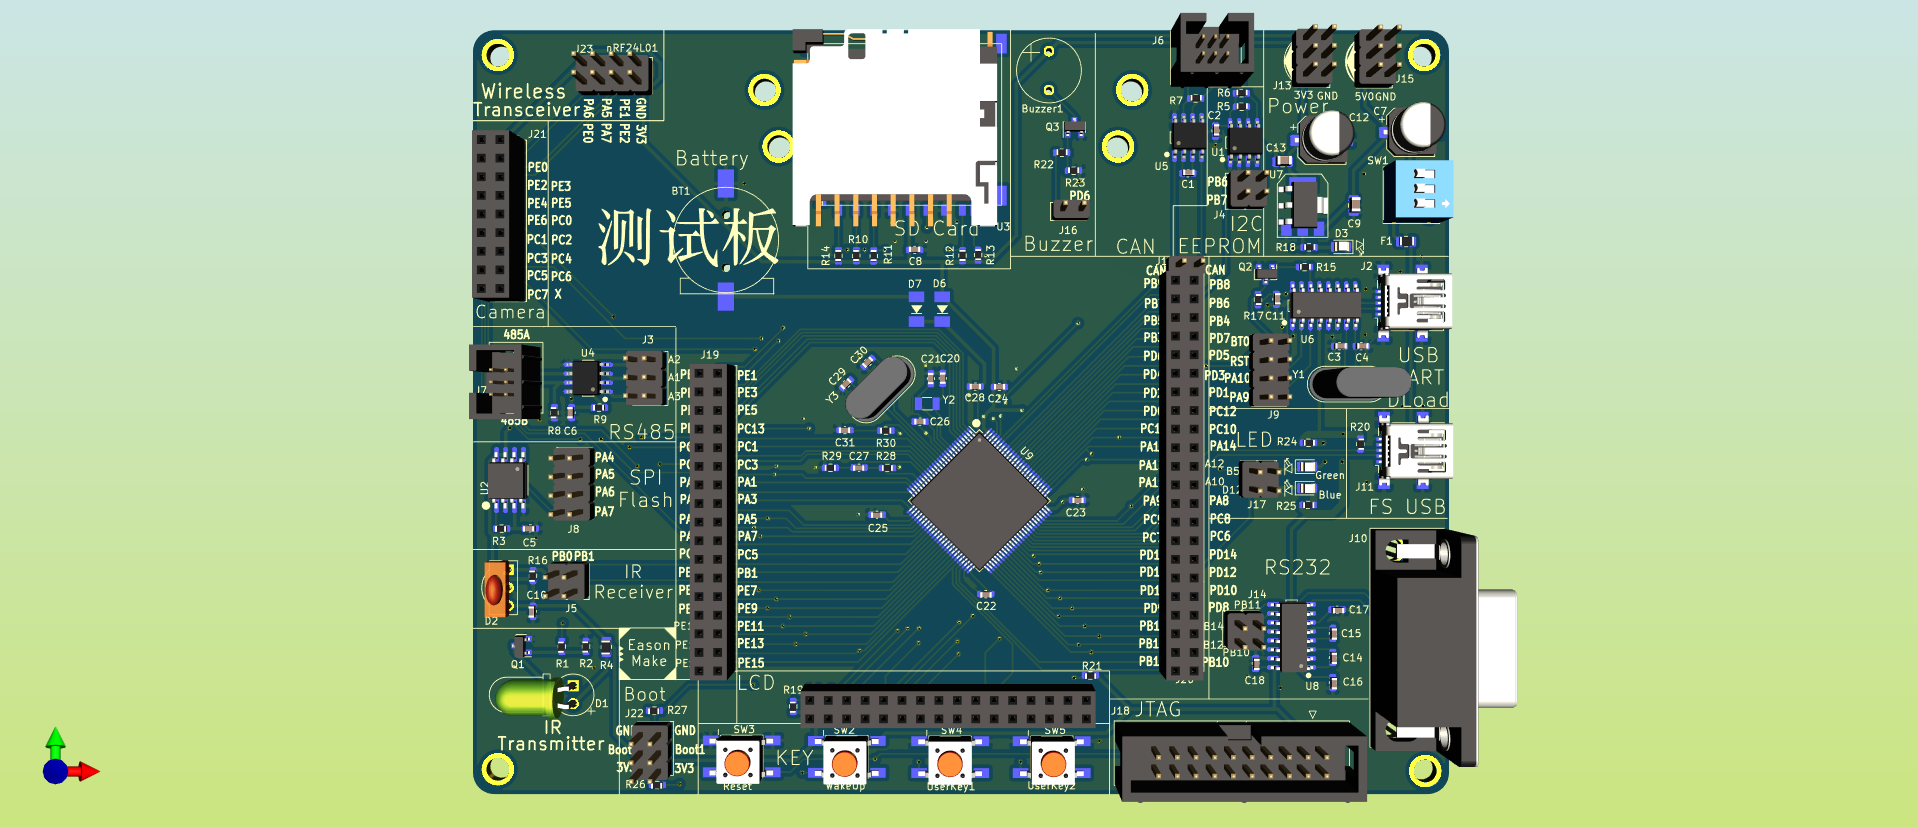 J23 nRF24L01
Wireless
Transceiver
PA6 PE0
PA5 PA7
PE1 PE2
GND 3V3
J21
PE0
PE2 PE3
PE4 PE5
PE6 PC0
PC1 PC2
PC3 PC4
PC5 PC6
PC7 X
Camera
Battery
BT1
测试板
SD Card
U3
R14
R10
R11
C8
R12
R13
Buzzer1
Q3
R22
R23
PD6
J16
Buzzer
CAN
J6
R7
R6
R5
C2
U5
U1
C1
PB6
PB7
J4
I2C
EEPROM
J13
3V3 GND
J15
5V0 GND
Power
C7
C12
C13
SW1
U7
C9
D3
R18
F1
485A
J7
485B
U4
J3
A2
A1
A3
R8 C6
R9
RS485
U2
PA4
PA5
PA6
PA7
SPI
Flash
R3
C5
J8
R16
PB0 PB1
IR
Receiver
J5
D2
Q1
R1
R2
R4
Eason
Make
D1
IR
Transmitter
Boot
J22
R27
GND
Boot1
3V3
R26
J19
PE1
PE3
PE5
PC13
PC1
PC3
PA1
PA3
PA5
PA7
PC5
PB1
PE7
PE9
PE11
PE13
PE15
D7 D6
C30
C29
Y3
C21 C20
Y2
C28 C24
C26
C31
R30
R29 C27 R28
U9
C25
C23
C22
CAN
PB8
PB6
PB4
PD7
PD5
PD3
PD1
PC12
PC10
PA14
A12
A10
PA8
PC8
PC6
PD14
PD12
PD10
PD8
B14
B12
PB10
Q2
R15
J2
R17 C11
U6
C3 C4
BT0
RST
PA10
PA9
J9
Y1
USB
DLoad
LED
R24
R20
B5
D12
Green
Blue
J17 R25
J11
FS USB
RS232
J10
J14
PB11
PB10
C17
C15
C14
C16
C18
U8
LCD
R19
R21
J18
JTAG
SW3
SW2
SW4
SW5
KEY
Reset
WakeUp
UserKey1
UserKey2